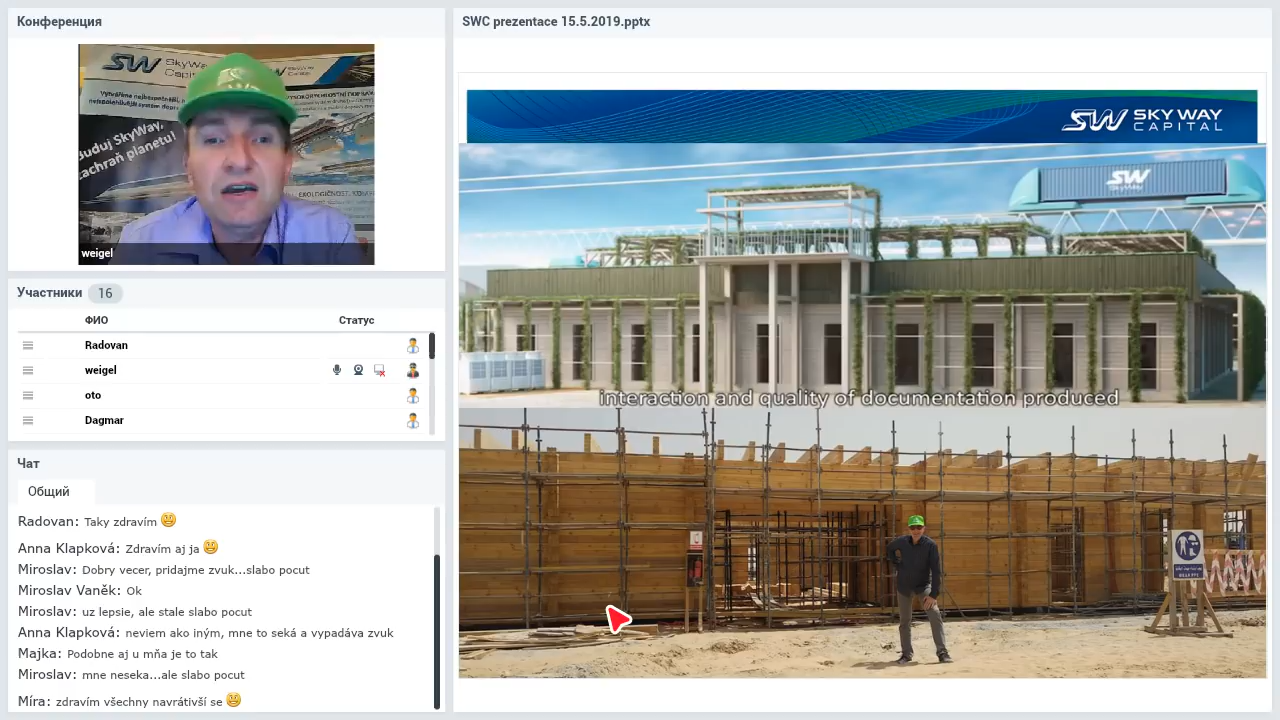 Конференция
SW SkyWay
Capital
Vytváříme nejbezpečnější,
Buduj SkyWay,
zachraň planetu!
weigel
Участники 16
ФИО Статус
Radovan
weigel
oto
Dagmar
Чат
Общий
Radovan: Taky zdravím
Anna Klapková: Zdravím aj ja
Miroslav: Dobry vecer, pridajme zvuk...slabo pocut
Miroslav Vaněk: Ok
Miroslav: uz lepsie, ale stale slabo pocut
Anna Klapková: neviem ako iným, mne to seká a vypadáva zvuk
Majka: Podobne aj u mňa je to tak
Miroslav: mne neseka...ale slabo pocut
Míra: zdravím všechny navrátivší se
SWC prezentace 15.5.2019.pptx
SW SKY WAY
CAPITAL
SW
SkyWay
interaction and quality of documentation produced